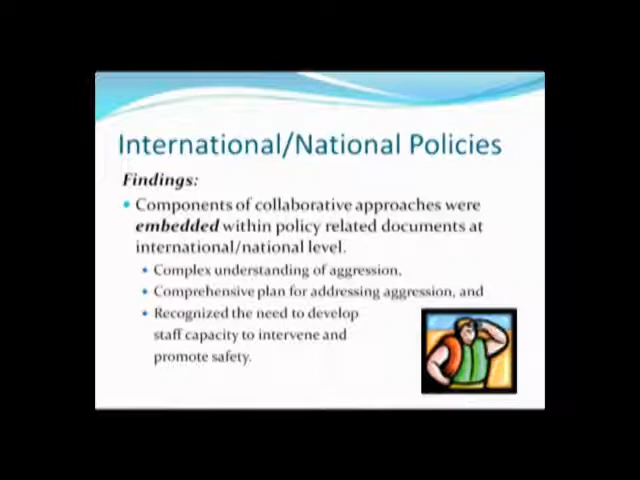 International/National Policies
Findings:
• Components of collaborative approaches were
embedded within policy related documents at
international/national level.
• Complex understanding of aggression,
• Comprehensive plan for addressing aggression, and
• Recognized the need to develop
staff capacity to intervene and
promote safety.